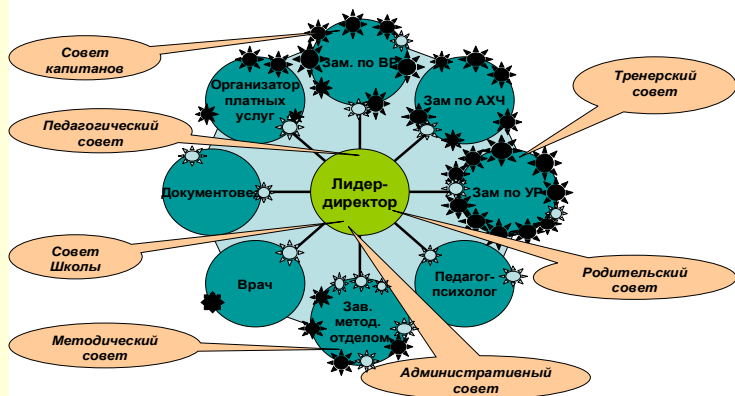 Совет
капитанов
Зам. по ВР
Организатор
платных
услуг
Зам по АХЧ
Тренерский
совет
Педагогический
совет
Лидер-
директор
Документове
Зам по УР
Совет
Школы
Врач
Педагог-
психолог
Родительский
совет
Зав.
метод.
отделом
Методический
совет
Административный
совет